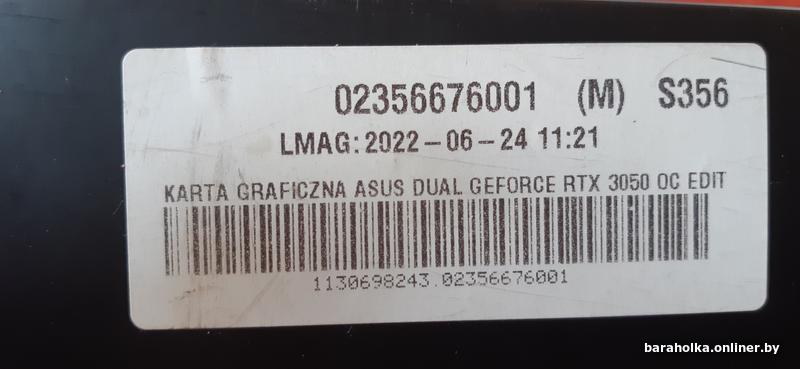 02356676001 (M) S356
LMAG: 2022-06-24 11:21
KARTA GRAFICZNA ASUS DUAL GEFORCE RTX 3050 OC EDIT
1130698243.02356676001
baraholka.onliner.by